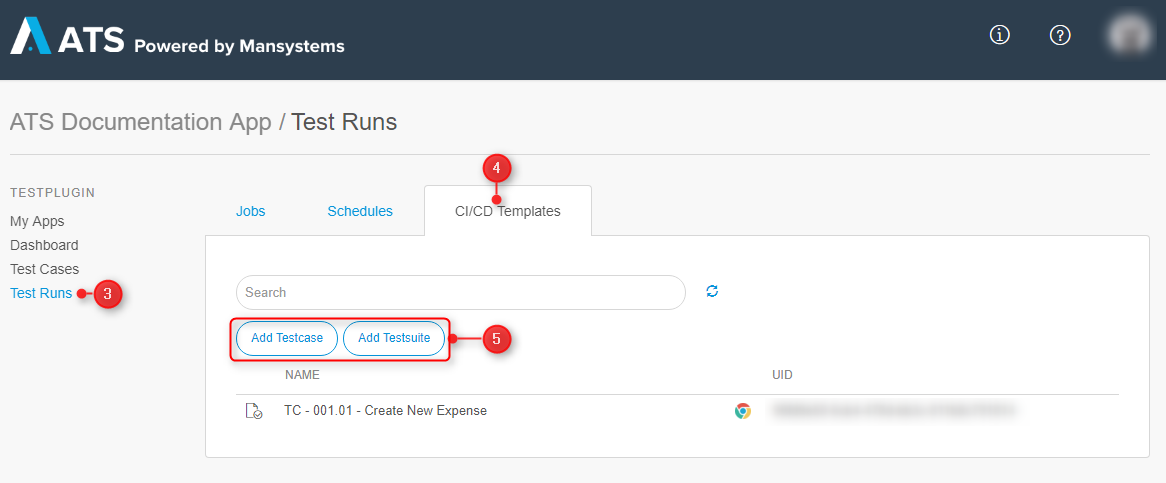 ATS Powered by Mansystems
ATS Documentation App / Test Runs
4
TESTPLUGIN
My Apps
Dashboard
Test Cases
Test Runs 3
Jobs Schedules CI/CD Templates
Search
Add Testcase Add Testsuite 5
NAME UID
TC - 001.01 - Create New Expense